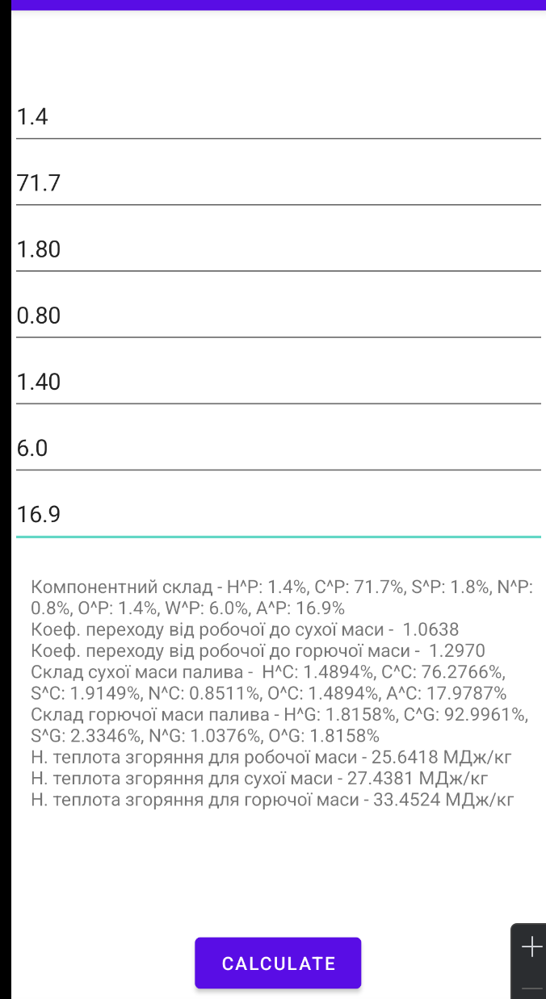 1.4
71.7
1.80
0.80
1.40
6.0
16.9
Компонентний склад - H^P: 1.4%, C^P: 71.7%, S^P: 1.8%, N^P:
0.8%, O^P: 1.4%, W^P: 6.0%, A^P: 16.9%
Коеф. переходу від робочої до сухої маси -  1.0638
Коеф. переходу від робочої до горючої маси -  1.2970
Склад сухої маси палива -  H^C: 1.4894%, C^C: 76.2766%,
S^C: 1.9149%, N^C: 0.8511%, O^C: 1.4894%, A^C: 17.9787%
Склад горючої маси палива - H^G: 1.8158%, C^G: 92.9961%,
S^G: 2.3346%, N^G: 1.0376%, O^G: 1.8158%
Н. теплота згоряння для робочої маси - 25.6418 МДж/кг
Н. теплота згоряння для сухої маси - 27.4381 МДж/кг
Н. теплота згоряння для горючої маси - 33.4524 МДж/кг
CALCULATE